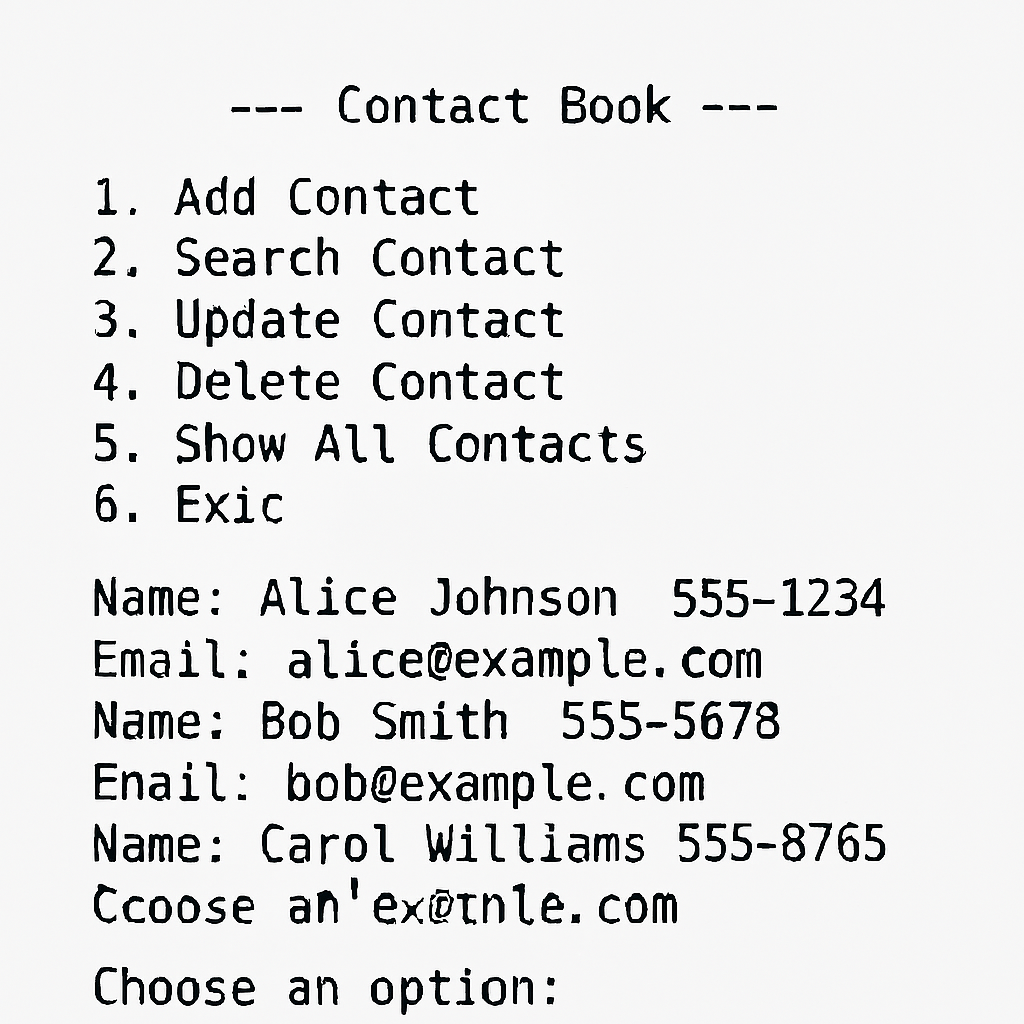 --- Contact Book ---
1. Add Contact
2. Search Contact
3. Update Contact
4. Delete Contact
5. Show All Contacts
6. Exic
Name: Alice Johnson 555-1234
Email: alice@example.com
Name: Bob Smith 555-5678
Enail: bob@example.com
Name: Carol Williams 555-8765
Ccoose an'ex@tnle.com
Choose an option: